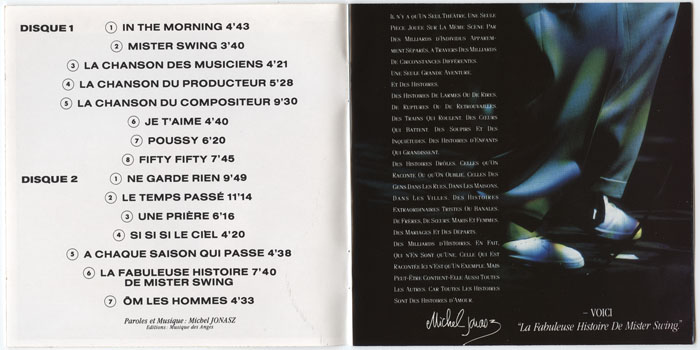 DISQUE 1 ① IN THE MORNING 4'43
② MISTER SWING 3'40
③ LA CHANSON DES MUSICIENS 4'21
④ LA CHANSON DU PRODUCTEUR 5'28
⑤ LA CHANSON DU COMPOSITEUR 9'30
⑥ JE T'AIME 4'40
⑦ POUSSY 6'20
⑧ FIFTY FIFTY 7'45
DISQUE 2 ① NE GARDE RIEN 9'49
② LE TEMPS PASSÉ 11'14
③ UNE PRIÈRE 6'16
④ SI SI SI LE CIEL 4'20
⑤ A CHAQUE SAISON QUI PASSE 4'38
⑥ LA FABULEUSE HISTOIRE 7'40
DE MISTER SWING
⑦ ÔM LES HOMMES 4'33
Paroles et Musique : Michel JONASZ
Editions : Musique des Anges
IL N'Y A QU'UN SEUL THÉÂTRE, UNE SEULE
PIÈCE JOUÉE SUR LA MÊME SCÈNE PAR
DES MILLIARDS D'INDIVIDUS APPAREM-
MENT SÉPARÉS, A TRAVERS DES MILLIARDS
DE CIRCONSTANCES DIFFÉRENTES.
UNE SEULE GRANDE AVENTURE.
ET DES HISTOIRES.
DES HISTOIRES DE LARMES OU DE RIRES,
DE RUPTURES OU DE RETROUVAILLES,
DES TRAINS QUI ROULENT, DES CŒURS
QUI BATTENT, DES SOUPIRS ET DES
INQUIÉTUDES, DES HISTOIRES D'ENFANTS
QUI GRANDISSENT.
DES HISTOIRES DRÔLES, CELLES QU'ON
RACONTE OU QU'ON OUBLIE, CELLES DES
GENS DANS LES RUES, DANS LES MAISONS,
DANS LES VILLES, DES HISTOIRES
EXTRAORDINAIRES TRISTES OU BANALES,
DE FRÈRES, DE SŒURS, MARIS ET FEMMES,
DES MARIAGES ET DES DÉPARTS.
DES MILLIARDS D'HISTOIRES, EN FAIT,
QUI N'EN SONT QU'UNE. CELLE QUI EST
RACONTÉE ICI N'EST QU'UN EXEMPLE. MAIS
PEUT-ÊTRE CONTIENT-ELLE AUSSI TOUTES
LES AUTRES, CAR TOUTES LES HISTOIRES
SONT DES HISTOIRES D'AMOUR.
Michel Jonasz
– VOICI
"La Fabuleuse Histoire De Mister Swing."